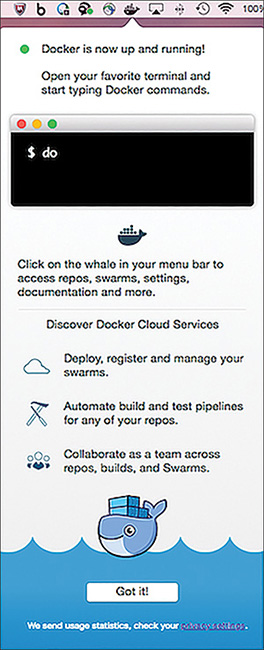 100%
Docker is now up and running!
Open your favorite terminal and
start typing Docker commands.
$ do
Click on the whale in your menu bar to
access repos, swarms, settings,
documentation and more.
Discover Docker Cloud Services
Deploy, register and manage your
swarms.
Automate build and test pipelines
for any of your repos.
Collaborate as a team across
repos, builds, and Swarms.
Got it!
We send usage statistics, check your privacy settings.